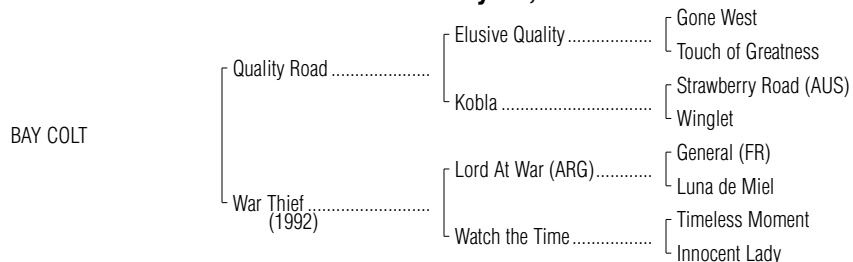 Gone West
Elusive Quality
Touch of Greatness
Quality Road
Strawberry Road (AUS)
Kobla
Winglet
BAY COLT
General (FR)
Lord At War (ARG)
Luna de Miel
War Thief
(1992)
Timeless Moment
Watch the Time
Innocent Lady